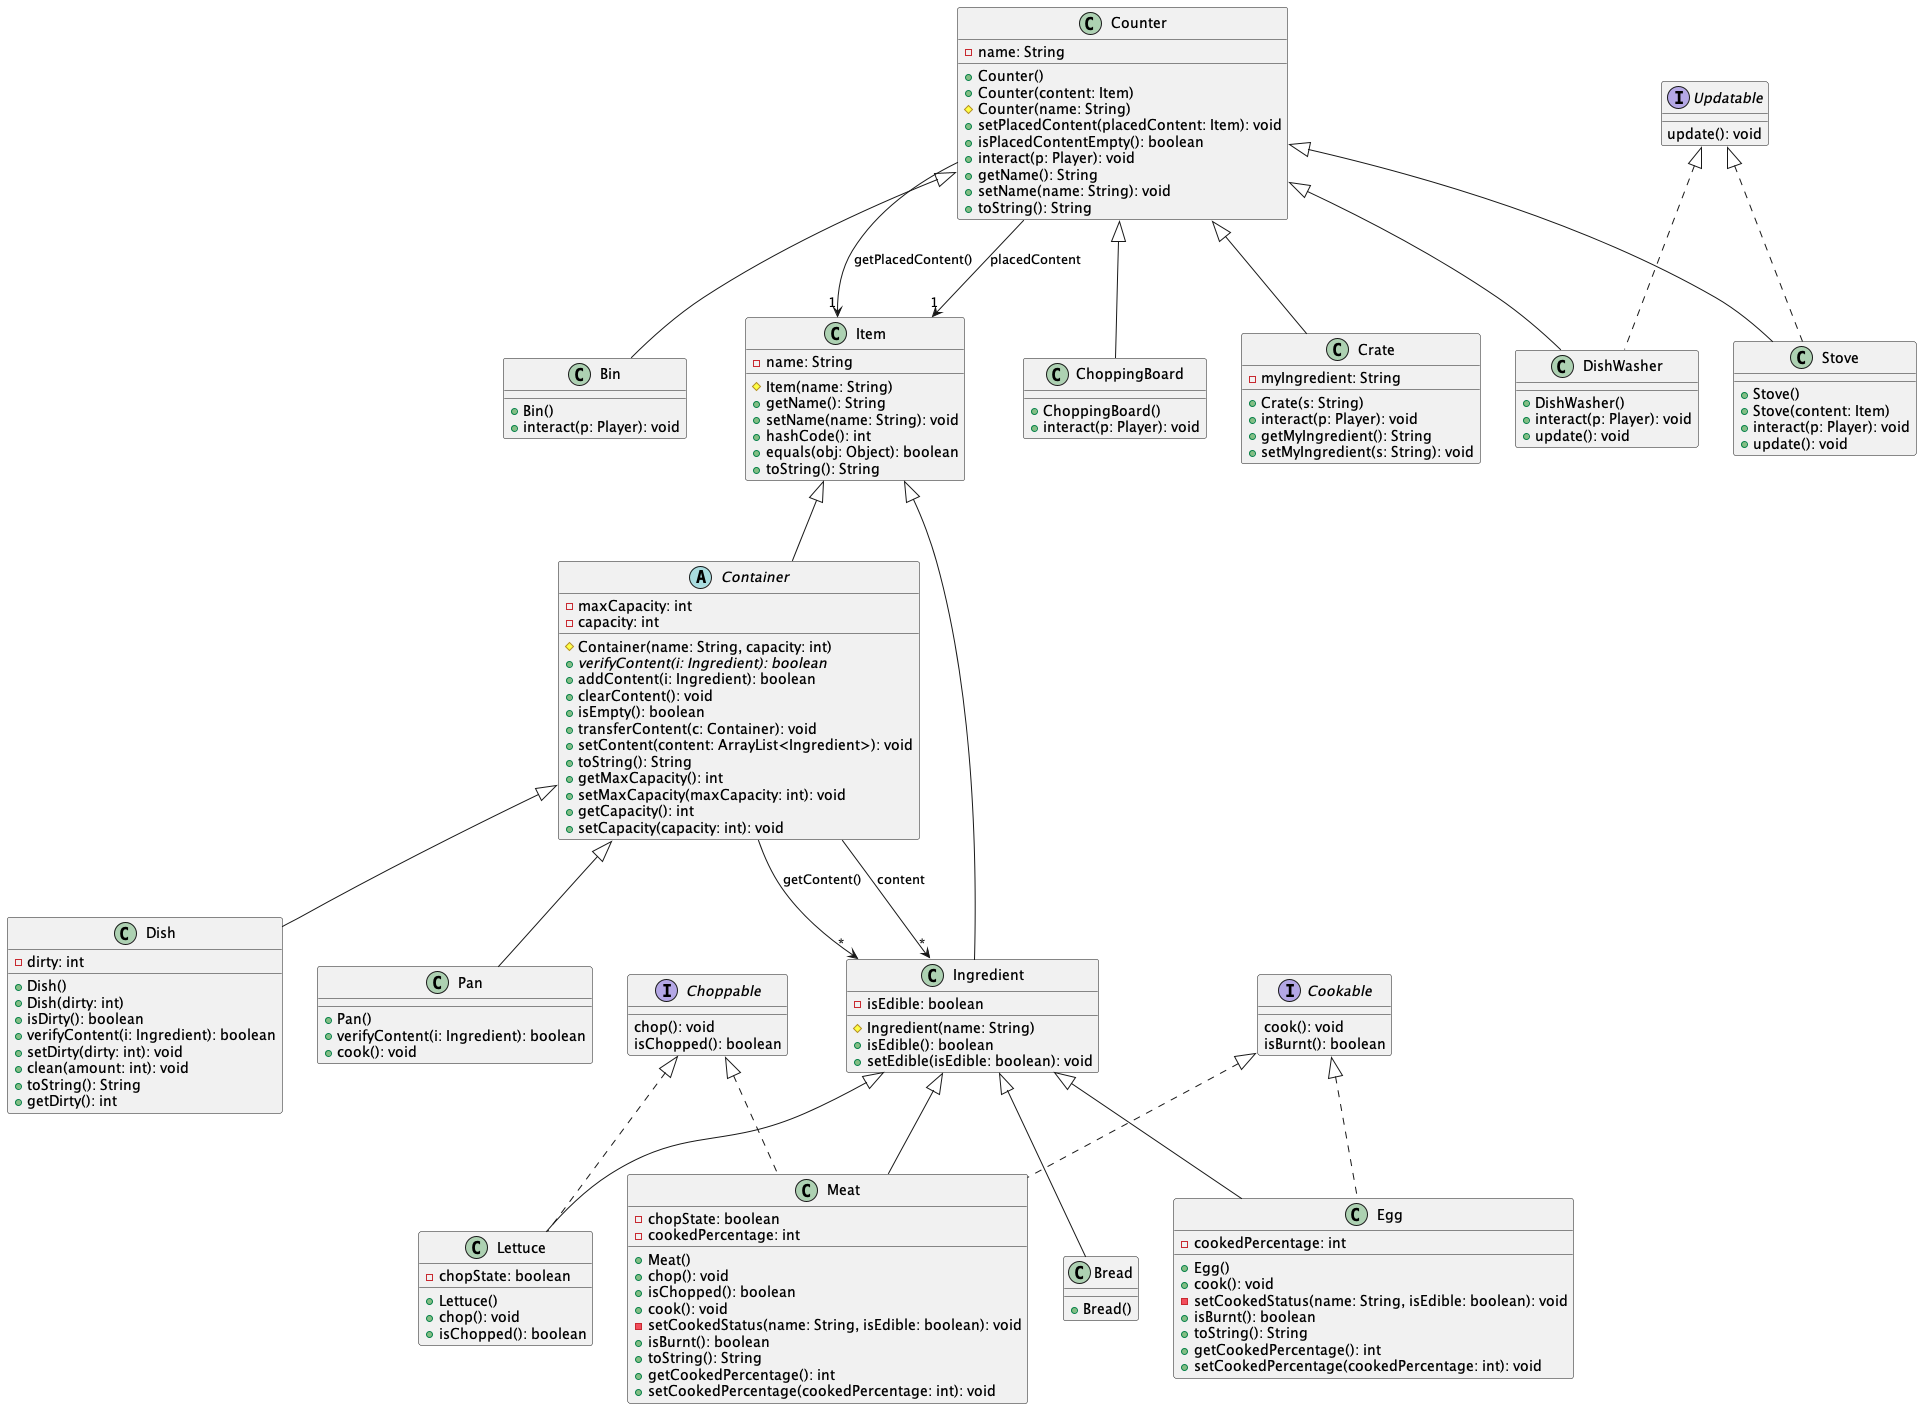 C Counter
name: String
Counter()
Counter(content: Item)
Counter(name: String)
setPlacedContent(placedContent: Item): void
isPlacedContentEmpty(): boolean
interact(p: Player): void
getName(): String
setName(name: String): void
toString(): String
I Updatable
update(): void
getPlacedContent()
placedContent
1
1
C Bin
Bin()
interact(p: Player): void
C Item
name: String
Item(name: String)
getName(): String
setName(name: String): void
hashCode(): int
equals(obj: Object): boolean
toString(): String
C ChoppingBoard
ChoppingBoard()
interact(p: Player): void
C Crate
myIngredient: String
Crate(s: String)
interact(p: Player): void
getMyIngredient(): String
setMyIngredient(s: String): void
C DishWasher
DishWasher()
interact(p: Player): void
update(): void
C Stove
Stove()
Stove(content: Item)
interact(p: Player): void
update(): void
A Container
maxCapacity: int
capacity: int
Container(name: String, capacity: int)
verifyContent(i: Ingredient): boolean
addContent(i: Ingredient): boolean
clearContent(): void
isEmpty(): boolean
transferContent(c: Container): void
setContent(content: ArrayList<Ingredient>): void
toString(): String
getMaxCapacity(): int
setMaxCapacity(maxCapacity: int): void
getCapacity(): int
setCapacity(capacity: int): void
getContent()
content
*
*
C Dish
dirty: int
Dish()
Dish(dirty: int)
isDirty(): boolean
verifyContent(i: Ingredient): boolean
setDirty(dirty: int): void
clean(amount: int): void
toString(): String
getDirty(): int
C Pan
Pan()
verifyContent(i: Ingredient): boolean
cook(): void
I Choppable
chop(): void
isChopped(): boolean
C Ingredient
isEdible: boolean
Ingredient(name: String)
isEdible(): boolean
setEdible(isEdible: boolean): void
I Cookable
cook(): void
isBurnt(): boolean
C Lettuce
chopState: boolean
Lettuce()
chop(): void
isChopped(): boolean
C Meat
chopState: boolean
cookedPercentage: int
Meat()
chop(): void
isChopped(): boolean
cook(): void
setCookedStatus(name: String, isEdible: boolean): void
isBurnt(): boolean
toString(): String
getCookedPercentage(): int
setCookedPercentage(cookedPercentage: int): void
C Bread
Bread()
C Egg
cookedPercentage: int
Egg()
cook(): void
setCookedStatus(name: String, isEdible: boolean): void
isBurnt(): boolean
toString(): String
getCookedPercentage(): int
setCookedPercentage(cookedPercentage: int): void